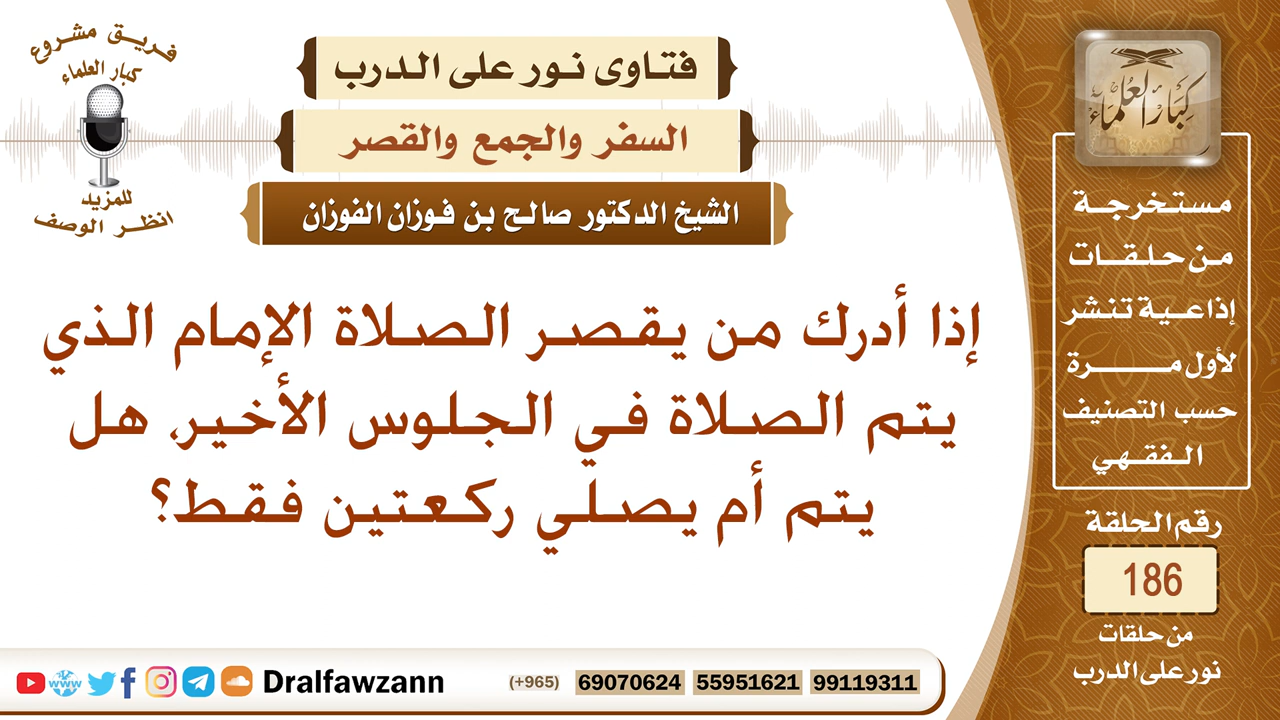 فريق مشروع
كبار العلماء
للمزيد
انظر الوصف
فتاوى نور على الدرب
السفر والجمع والقصر
الشيخ الدكتور صالح بن فوزان الفوزان
إذا أدرك من يقصر الصلاة الإمام الذي
يتم الصلاة في الجلوس الأخير، هل
يتم أم يصلي ركعتين فقط؟
كبار العلماء
مستخرجة
من حلقات
إذاعية تنشر
لأول مرة
حسب التصنيف
الفقهي
رقم الحلقة
186
من حلقات
نور على الدرب
www
Dralfawzann
(+965) 69070624 55951621 99119311